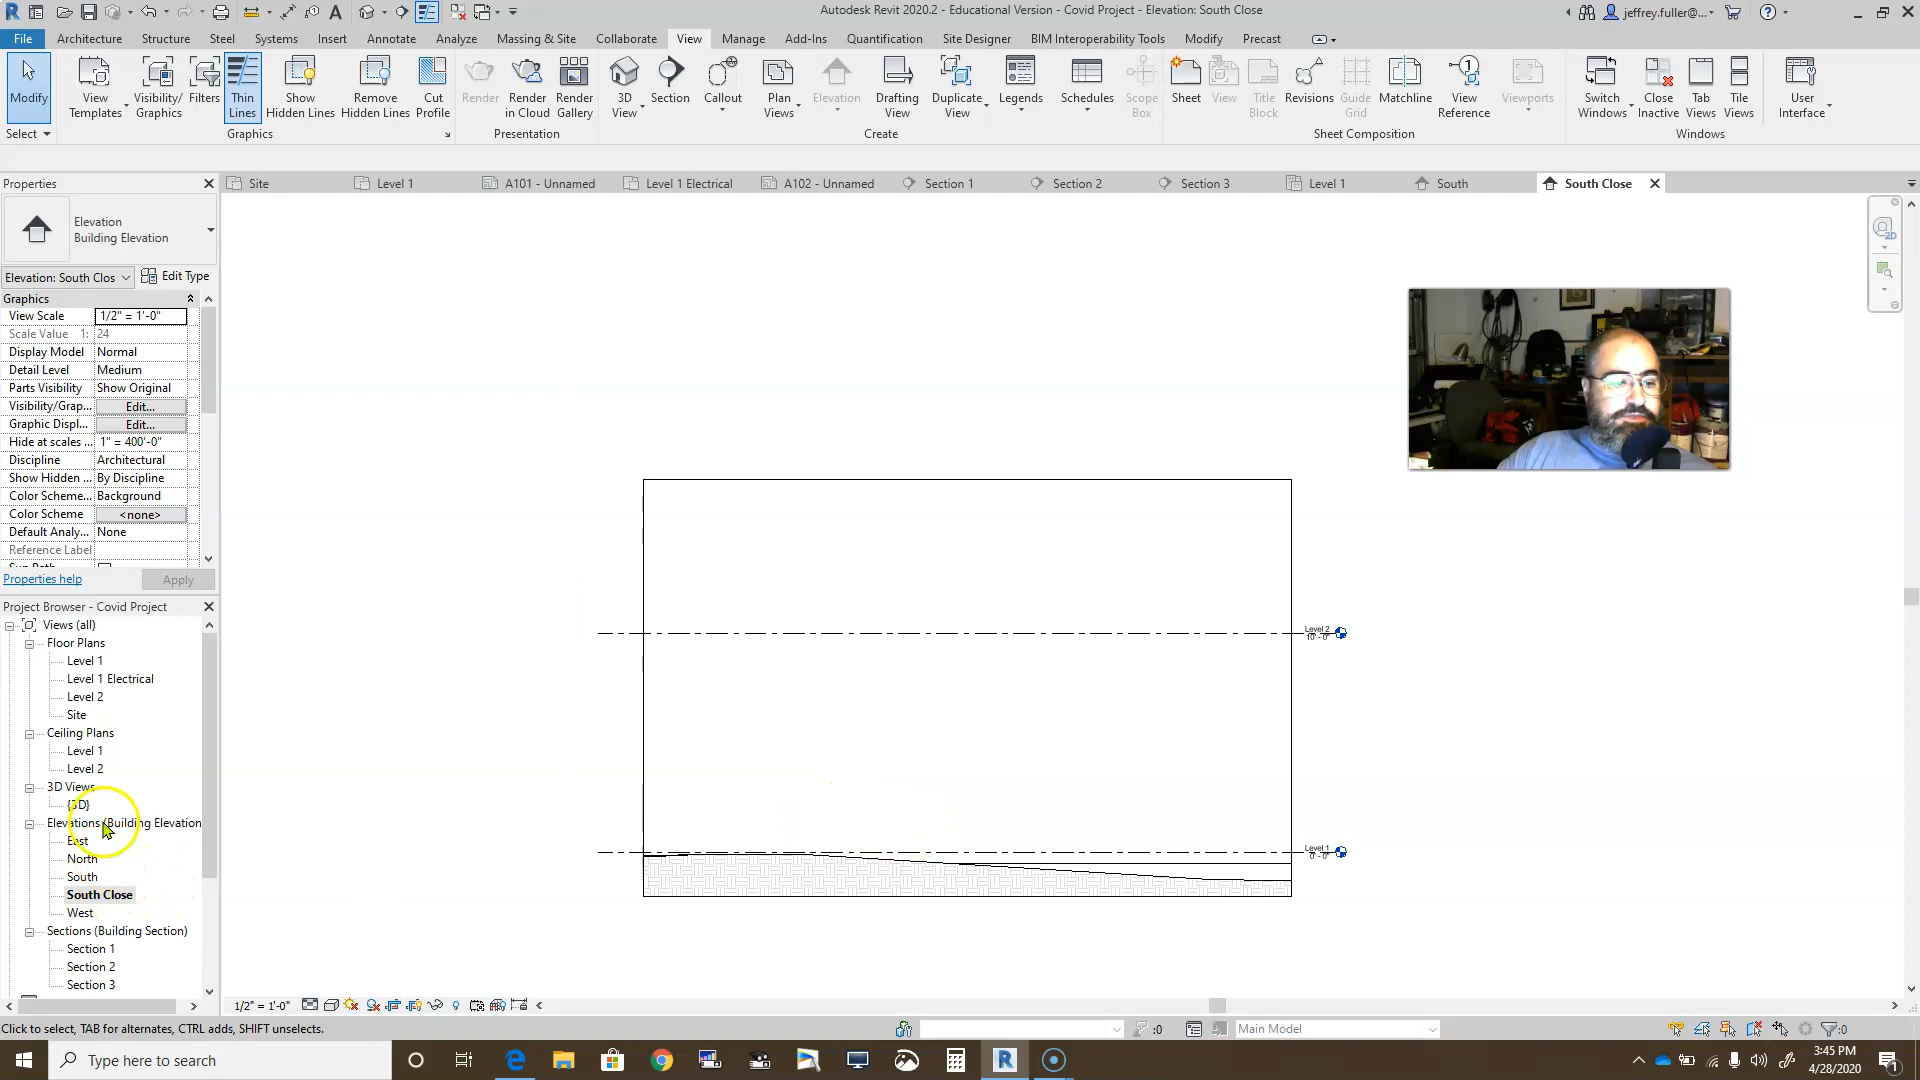 Autodesk Revit 2020.2 - Educational Version - Covid Project - Elevation: South Close
jeffrey.fuller@...
File Architecture Structure Steel Systems Insert Annotate Analyze Massing & Site Collaborate View Manage Add-Ins Quantification Site Designer BIM Interoperability Tools Modify Precast
Modify
View Templates
Visibility/ Graphics
Filters
Thin Lines
Show Hidden Lines
Remove Hidden Lines
Cut Profile
Render
Render in Cloud
Render Gallery
3D View
Section
Callout
Plan Views
Elevation
Drafting View
Duplicate View
Legends
Schedules
Scope Box
Sheet
View
Title Block
Revisions
Guide Grid
Matchline
View Reference
Viewports
Switch Windows
Close Inactive
Tab Views
Tile Views
User Interface
Select Graphics Presentation Create Sheet Composition Windows
Properties
Site Level 1 A101 - Unnamed Level 1 Electrical A102 - Unnamed Section 1 Section 2 Section 3 Level 1 South South Close
Elevation
Building Elevation
Elevation: South Clos Edit Type
Graphics
View Scale 1/2" = 1'-0"
Scale Value 1: 24
Display Model Normal
Detail Level Medium
Parts Visibility Show Original
Visibility/Grap... Edit...
Graphic Displ... Edit...
Hide at scales ... 1" = 400'-0"
Discipline Architectural
Show Hidden ... By Discipline
Color Scheme... Background
Color Scheme <none>
Default Analy... None
Reference Label
Properties help Apply
Project Browser - Covid Project
Views (all)
Floor Plans
Level 1
Level 1 Electrical
Level 2
Site
Ceiling Plans
Level 1
Level 2
3D Views
{3D}
Elevations (Building Elevation
East
North
South
South Close
West
Sections (Building Section)
Section 1
Section 2
Section 3
Level 2
10' - 0"
Level 1
0' - 0"
1/2" = 1'-0"
Click to select, TAB for alternates, CTRL adds, SHIFT unselects.
:0
Main Model
:0
Type here to search
3:45 PM
4/28/2020